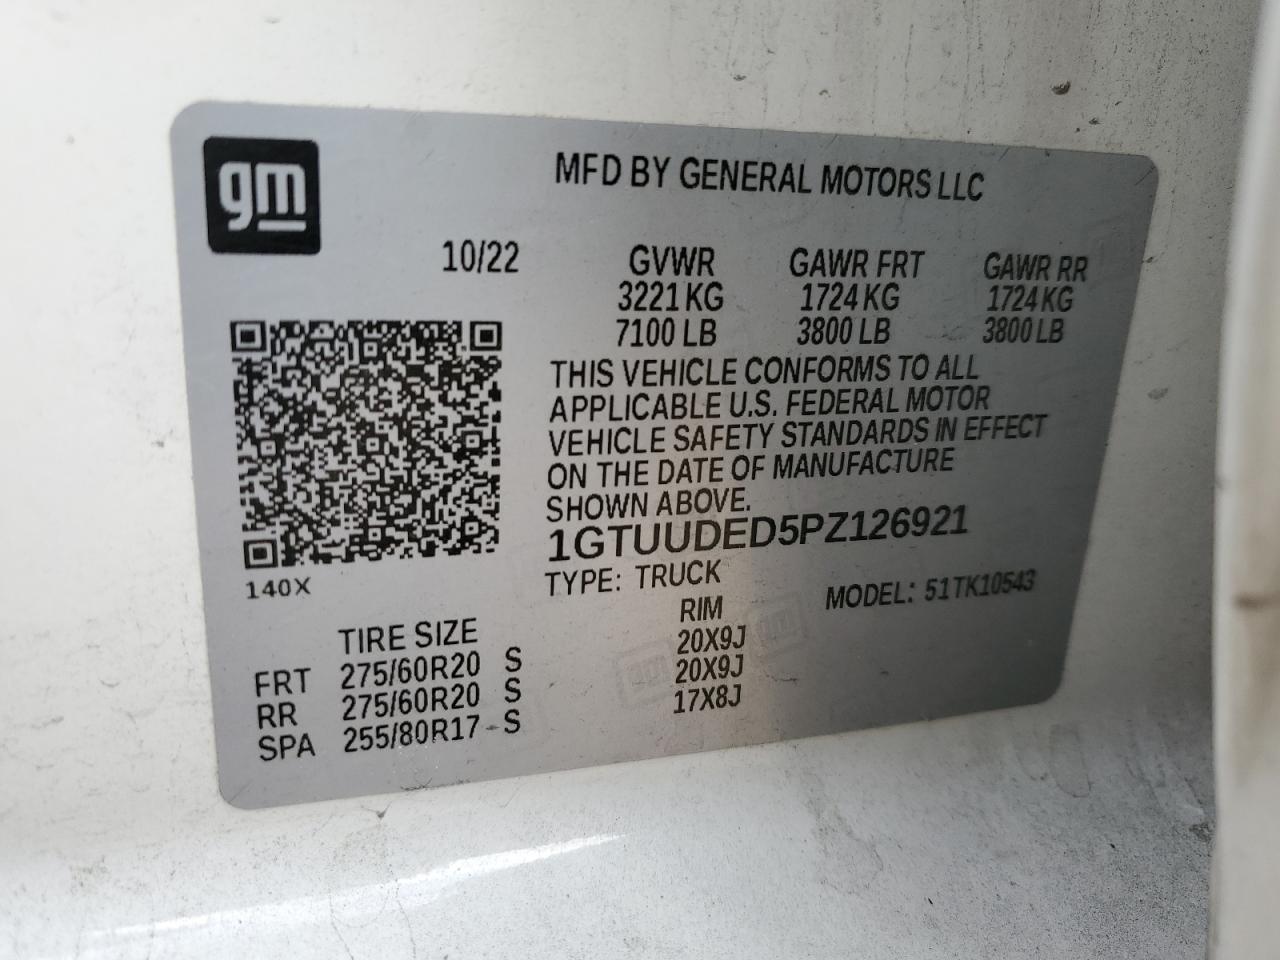 gm
MFD BY GENERAL MOTORS LLC
10/22 GVWR GAWR FRT GAWR RR
3221 KG 1724 KG 1724 KG
7100 LB 3800 LB 3800 LB
THIS VEHICLE CONFORMS TO ALL
APPLICABLE U.S. FEDERAL MOTOR
VEHICLE SAFETY STANDARDS IN EFFECT
ON THE DATE OF MANUFACTURE
SHOWN ABOVE.
1GTUUDED5PZ126921
140X
TYPE: TRUCK MODEL: 51TK10543
TIRE SIZE RIM
FRT 275/60R20 S 20X9J
RR 275/60R20 S 20X9J
SPA 255/80R17 S 17X8J